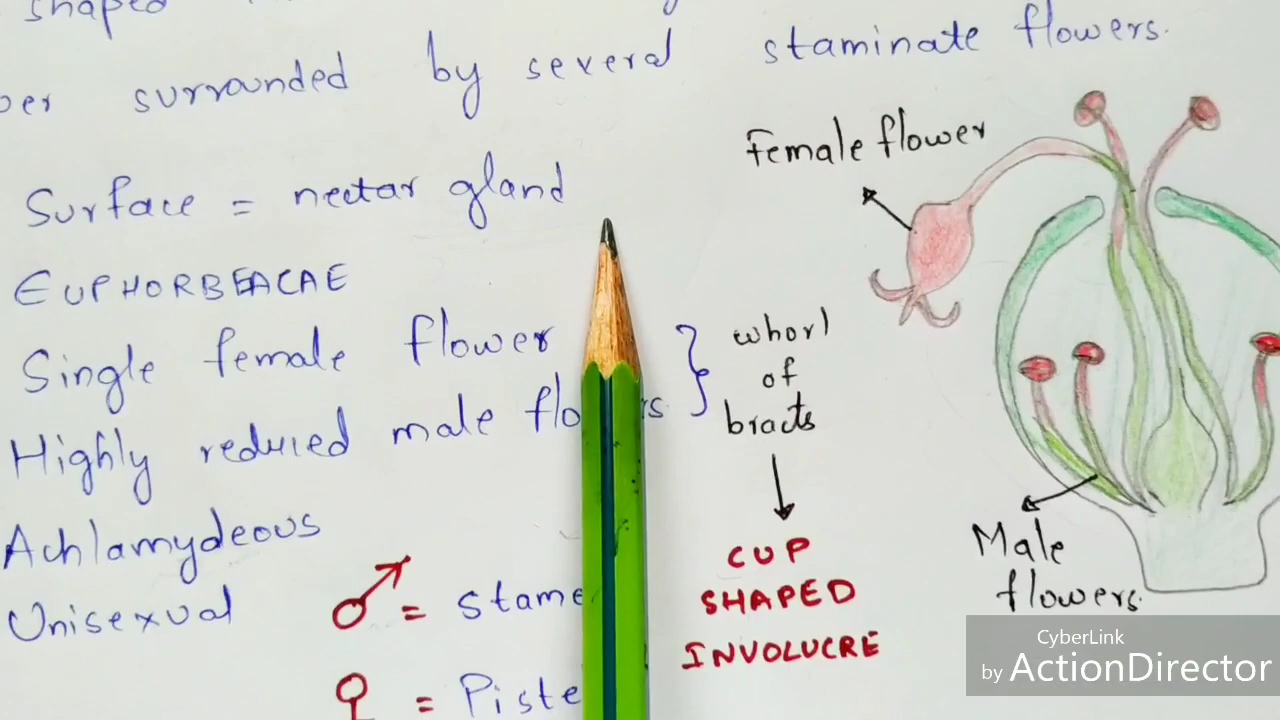 shaped
surrounded by several staminate flowers.
Surface = nectar gland
EUPHORBEACAE
Single female flower
Highly reduced male flo rs
Achlamydeous
Unisexual
♂ = Stame
♀ = Piste
} whorl
of
bracts
CUP
SHAPED
INVOLUCRE
Female flower
Male
flowers.
CyberLink
by ActionDirector